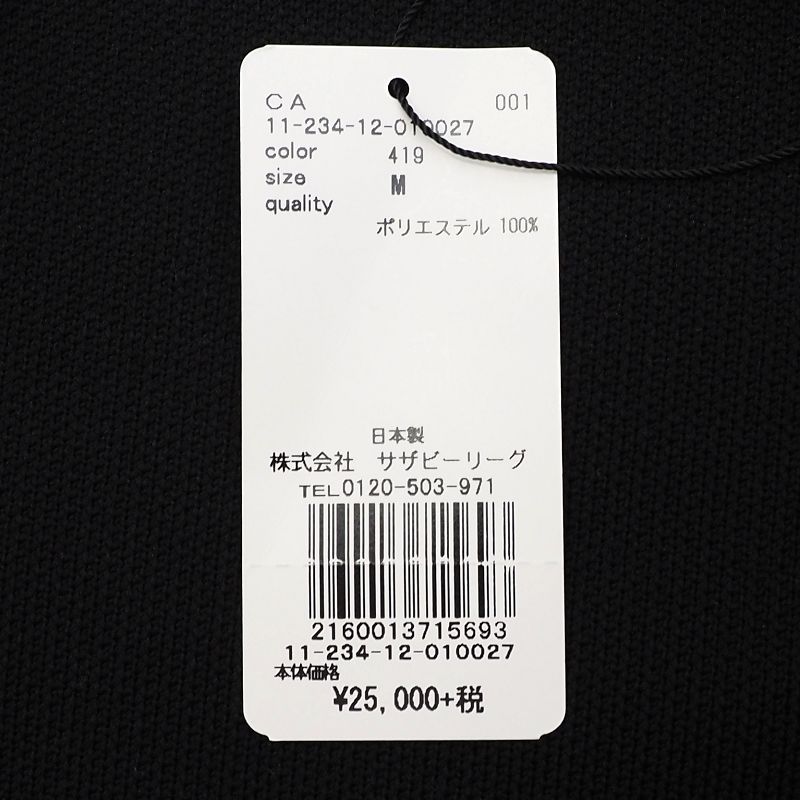 CA 001
11-234-12-010027
color 419
size M
quality
ポリエステル 100%
日本製
株式会社 サザビーリーグ
TEL0120-503-971
2160013715693
11-234-12-010027
本体価格
¥25,000+税